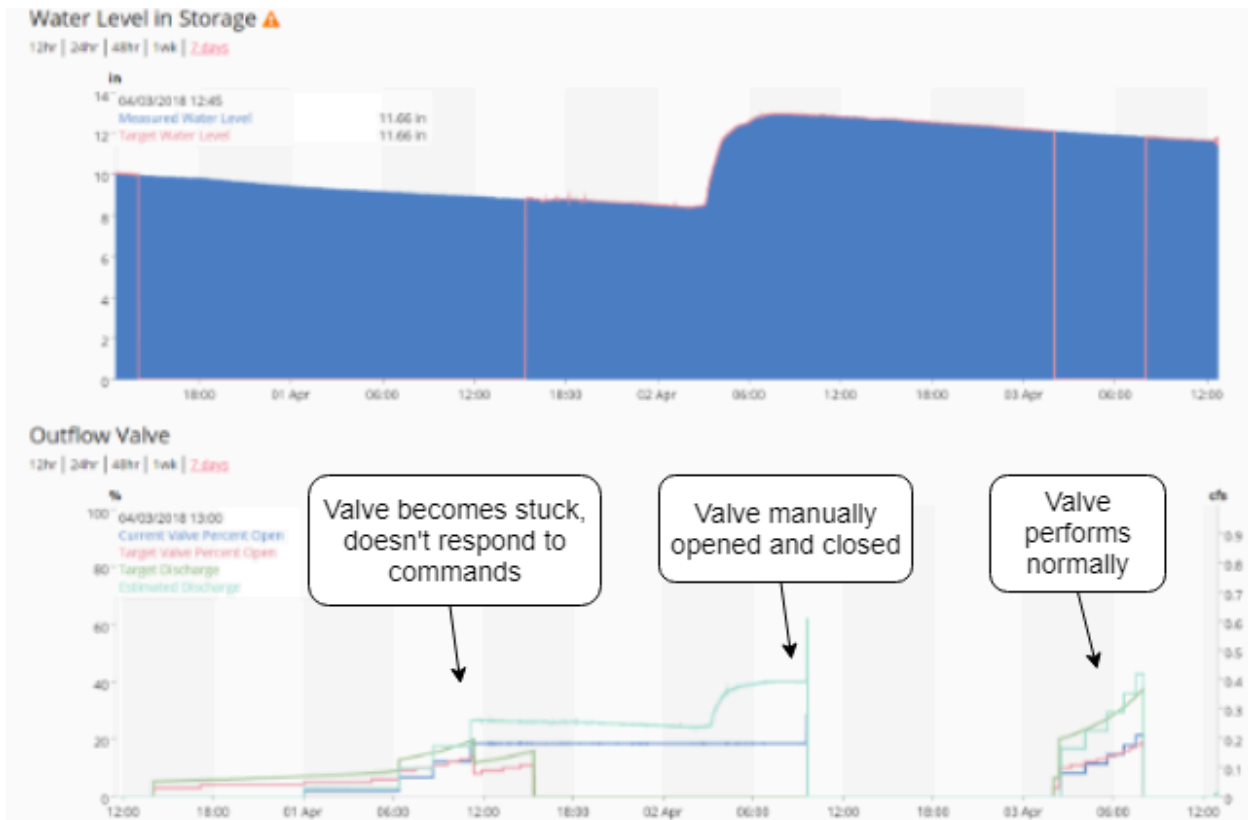 Water Level in Storage
12hr | 24hr | 48hr | 1wk | 7 days
in
14
04/03/2018 12:45
Measured Water Level 11.66 in
12
Target Water Level 11.66 in
10
8
6
4
2
0
18:00 01 Apr 06:00 12:00 18:00 02 Apr 06:00 12:00 18:00 03 Apr 06:00 12:00
Outflow Valve
12hr | 24hr | 48hr | 1wk | 7 days
% cfs
100
04/03/2018 13:00
Current Valve Percent Open
Target Valve Percent Open
80
Target Discharge
Estimated Discharge
60
40
20
0
Valve becomes stuck,
doesn't respond to
commands
Valve manually
opened and closed
Valve
performs
normally
0.9
0.8
0.7
0.6
0.5
0.4
0.3
0.2
0.1
0
12:00 18:00 01 Apr 06:00 12:00 18:00 02 Apr 06:00 12:00 18:00 03 Apr 06:00 12:00